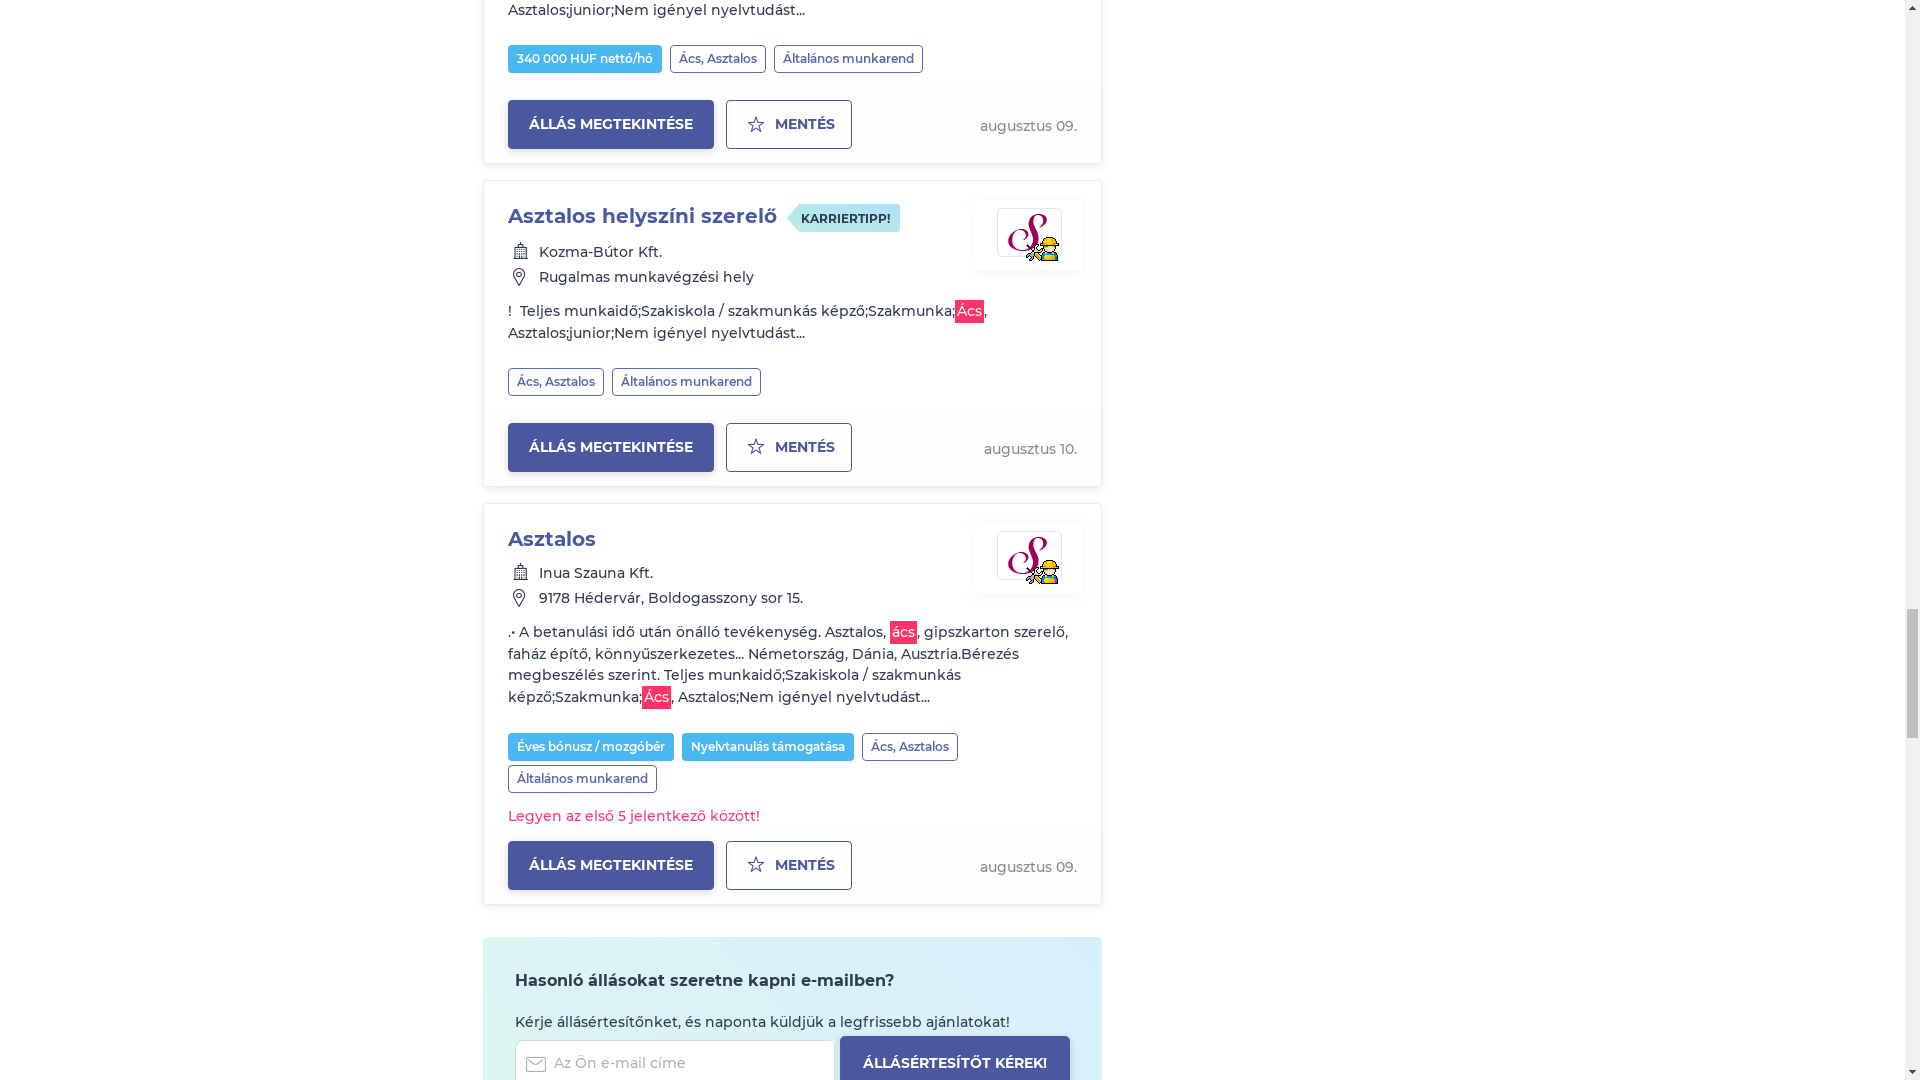 Asztalos;junior;Nem igényel nyelvtudást...
340 000 HUF nettó/hó Ács, Asztalos Általános munkarend
ÁLLÁS MEGTEKINTÉSE MENTÉS augusztus 09.
Asztalos helyszíni szerelő KARRIERTIPP!
Kozma-Bútor Kft.
Rugalmas munkavégzési hely
! Teljes munkaidő;Szakiskola / szakmunkás képző;Szakmunka;Ács,
Asztalos;junior;Nem igényel nyelvtudást...
Ács, Asztalos Általános munkarend
ÁLLÁS MEGTEKINTÉSE MENTÉS augusztus 10.
Asztalos
Inua Szauna Kft.
9178 Hédervár, Boldogasszony sor 15.
.• A betanulási idő után önálló tevékenység. Asztalos, ács, gipszkarton szerelő,
faház építő, könnyűszerkezetes... Németország, Dánia, Ausztria.Bérezés
megbeszélés szerint. Teljes munkaidő;Szakiskola / szakmunkás
képző;Szakmunka;Ács, Asztalos;Nem igényel nyelvtudást...
Éves bónusz / mozgóbér Nyelvtanulás támogatása Ács, Asztalos
Általános munkarend
Legyen az első 5 jelentkező között!
ÁLLÁS MEGTEKINTÉSE MENTÉS augusztus 09.
Hasonló állásokat szeretne kapni e-mailben?
Kérje állásértesítőnket, és naponta küldjük a legfrissebb ajánlatokat!
Az Ön e-mail címe ÁLLÁSÉRTESÍTŐT KÉREK!